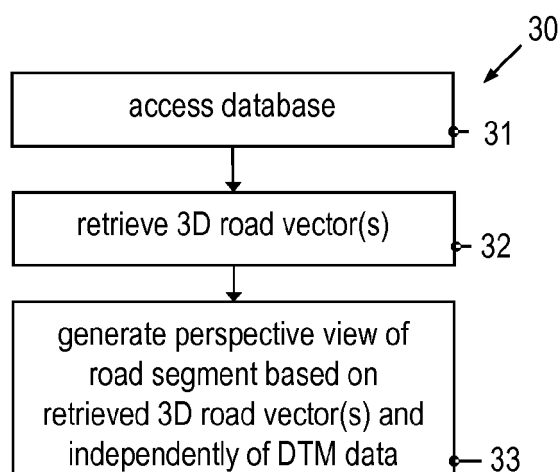 30
access database
31
retrieve 3D road vector(s)
32
generate perspective view of
road segment based on
retrieved 3D road vector(s) and
independently of DTM data
33